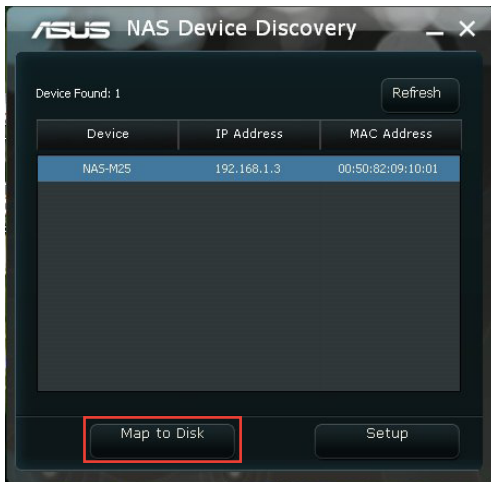 ASUS NAS Device Discovery
Device Found: 1 Refresh
Device IP Address MAC Address
NAS-M25 192.168.1.3 00:50:82:09:10:01
Map to Disk Setup